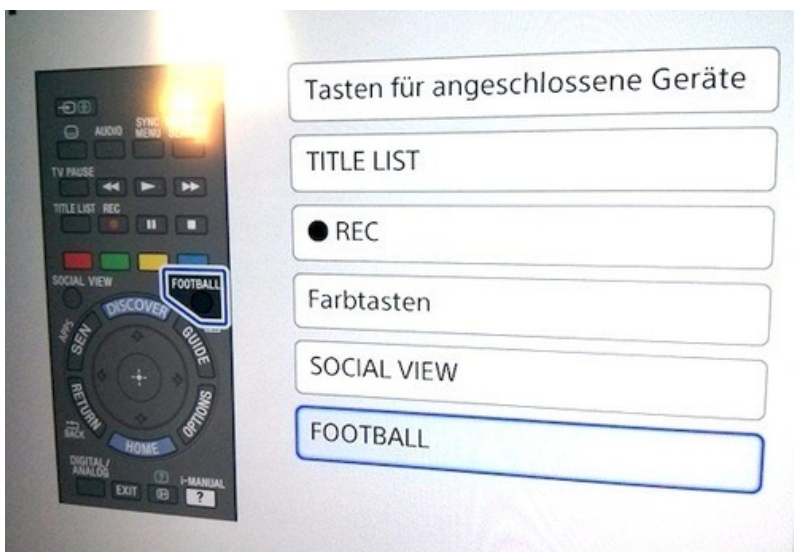 AUDIO
SYNC
MENU
TV PAUSE
TITLE LIST REC
SOCIAL VIEW
FOOTBALL
DISCOVER
APPS
SEN
GUIDE
RETURN
OPTIONS
BACK
HOME
DIGITAL/
ANALOG
EXIT
i-MANUAL
?
?
Tasten für angeschlossene Geräte
TITLE LIST
REC
Farbtasten
SOCIAL VIEW
FOOTBALL